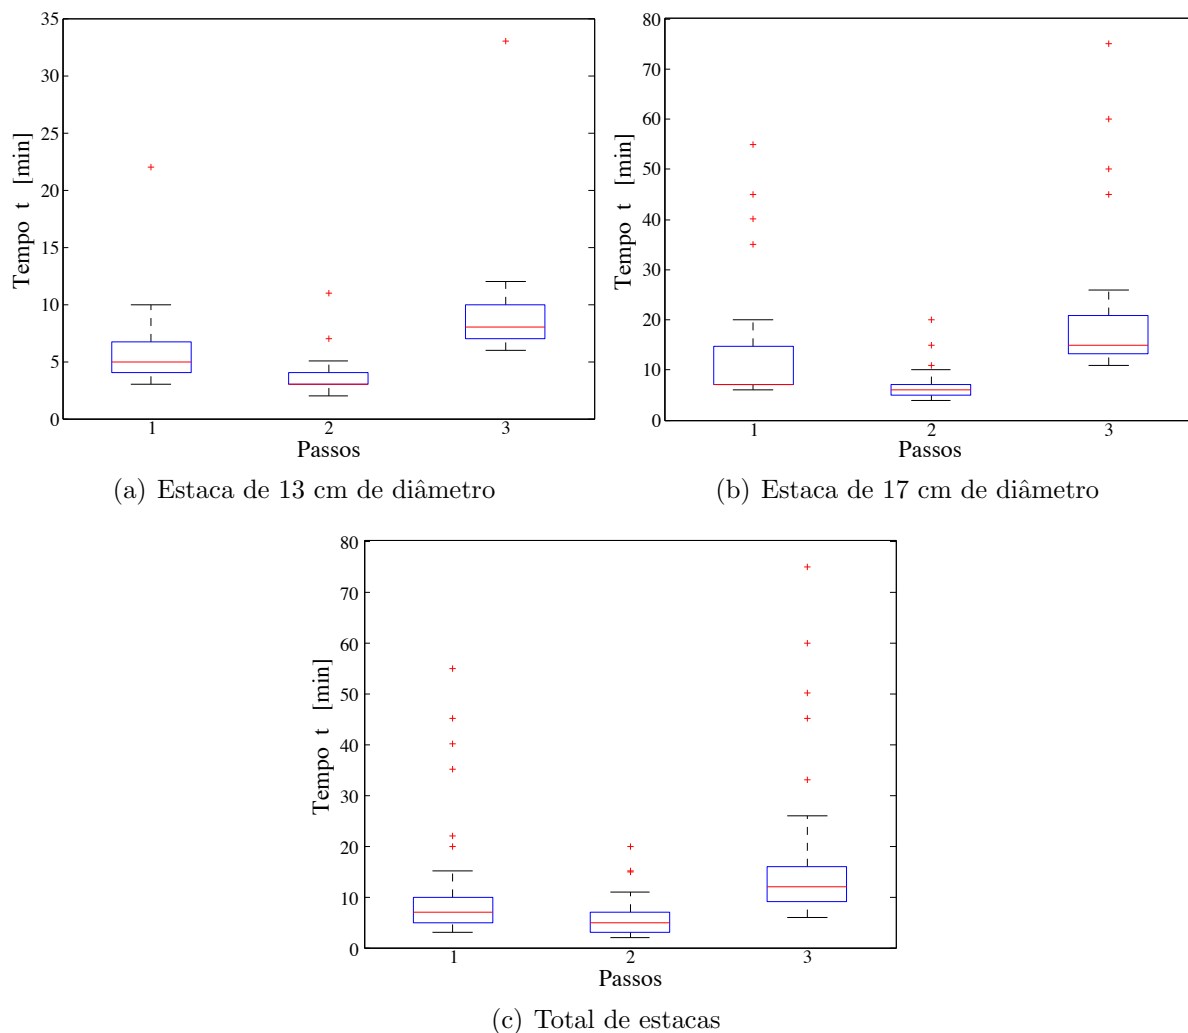 35
30
25
20
15
10
5
0
Tempo t [min]
1 2 3
Passos
(a) Estaca de 13 cm de diâmetro
80
70
60
50
40
30
20
10
0
Tempo t [min]
1 2 3
Passos
(b) Estaca de 17 cm de diâmetro
80
70
60
50
40
30
20
10
0
Tempo t [min]
1 2 3
Passos
(c) Total de estacas